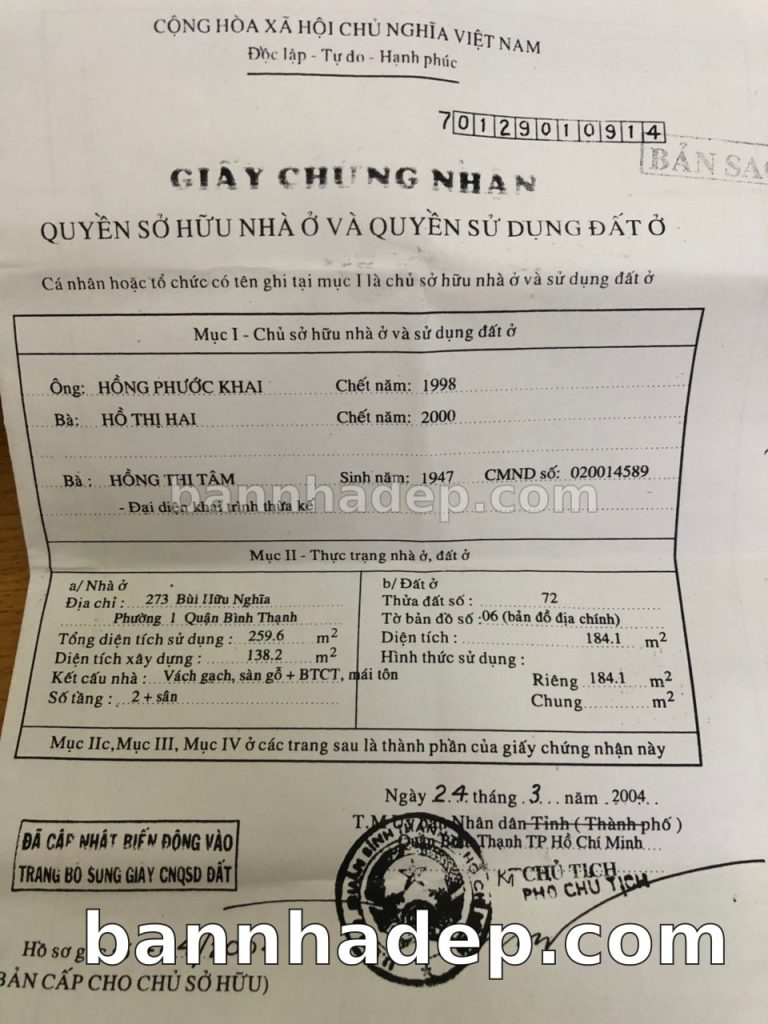 CỘNG HÒA XÃ HỘI CHỦ NGHĨA VIỆT NAM
Độc lập - Tự do - Hạnh phúc
70129010914
BẢN SAO
GIẤY CHỨNG NHẬN
QUYỀN SỞ HỮU NHÀ Ở VÀ QUYỀN SỬ DỤNG ĐẤT Ở
Cá nhân hoặc tổ chức có tên ghi tại mục I là chủ sở hữu nhà ở và sử dụng đất ở
Mục I - Chủ sở hữu nhà ở và sử dụng đất ở
Ông: HỒNG PHƯỚC KHAI Chết năm: 1998
Bà: HỒ THỊ HAI Chết năm: 2000
Bà : HỒNG THỊ TÂM Sinh năm: 1947 CMND số: 020014589
bannhadep.com
- Đại diện khai trình thừa kế
Mục II - Thực trạng nhà ở, đất ở
a/ Nhà ở
Địa chỉ : 273 Bùi Hữu Nghĩa
Phường 1 Quận Bình Thạnh
Tổng diện tích sử dụng : 259.6 m2
Diện tích xây dựng : 138.2 m2
Kết cấu nhà : Vách gạch, sàn gỗ + BTCT, mái tôn
Số tầng : 2 + sân
b/ Đất ở
Thửa đất số : 72
Tờ bản đồ số : 06 (bản đồ địa chính)
Diện tích : 184.1 m2
Hình thức sử dụng :
Riêng 184.1 m2
Chung m2
Mục IIc, Mục III, Mục IV ở các trang sau là thành phần của giấy chứng nhận này
Ngày 24 tháng 3 năm 2004
T.M Ủy ban Nhân dân Tỉnh ( Thành phố )
Quận Bình Thạnh TP Hồ Chí Minh
KT CHỦ TỊCH
PHÓ CHỦ TỊCH
ĐÃ CẬP NHẬT BIẾN ĐỘNG VÀO
TRANG BỔ SUNG GIẤY CNQSD ĐẤT
bannhadep.com
Hồ sơ
BẢN CẤP CHO CHỦ SỞ HỮU)